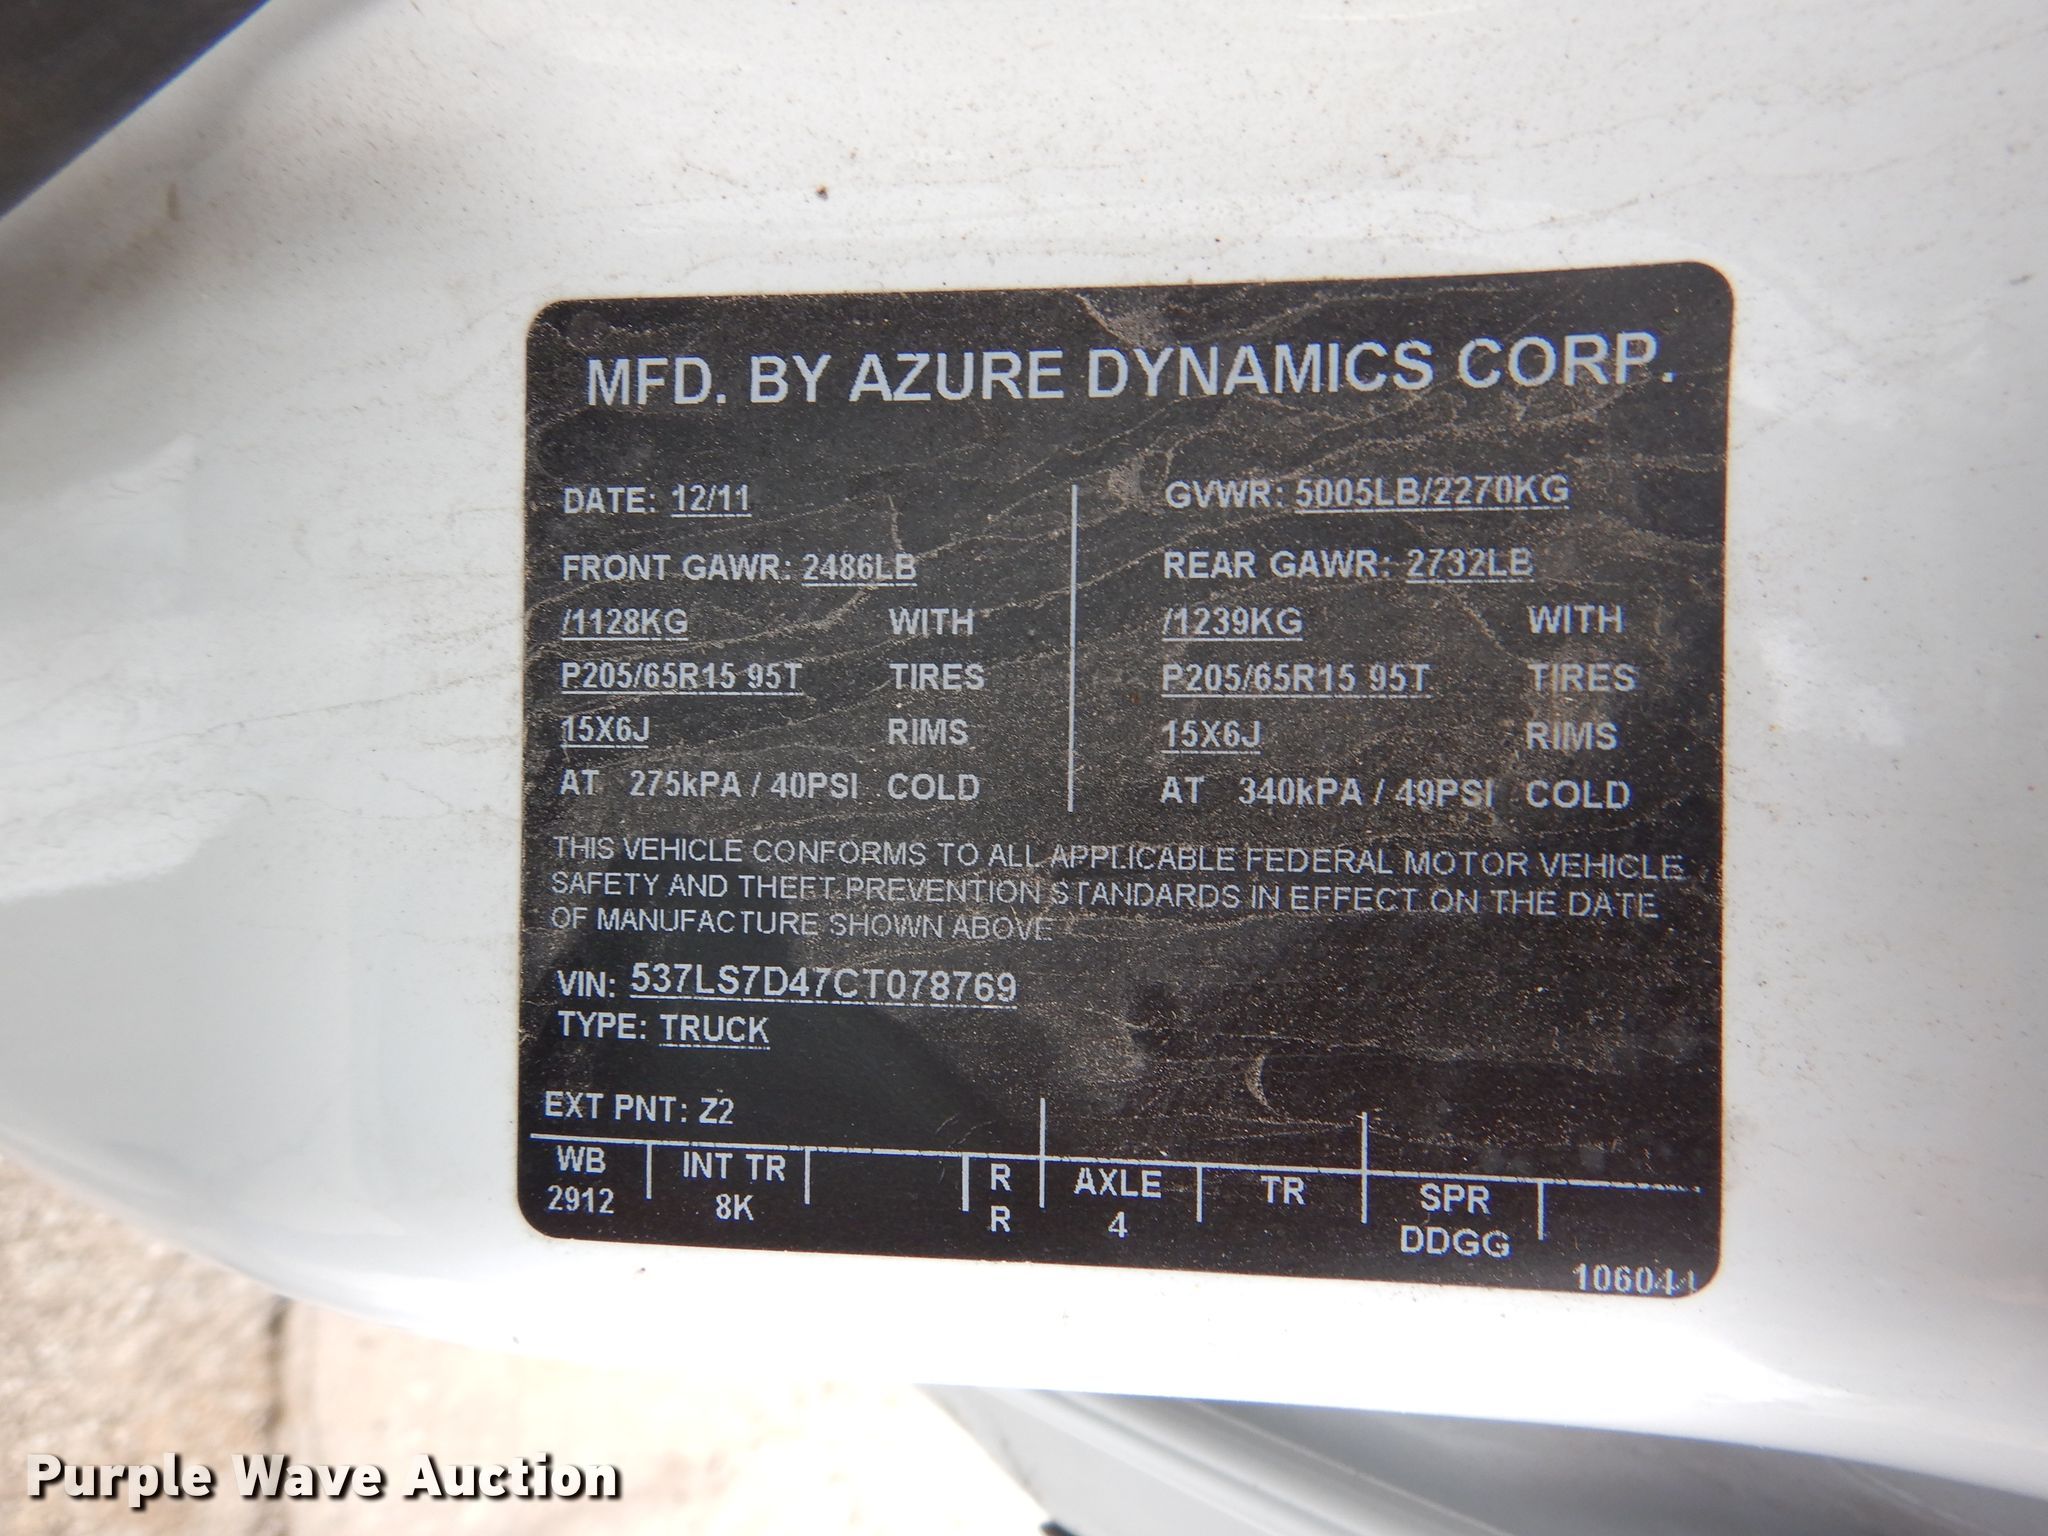 MFD. BY AZURE DYNAMICS CORP.
DATE: 12/11 GVWR: 5005LB/2270KG
FRONT GAWR: 2486LB REAR GAWR: 2732LB
/1128KG WITH /1239KG WITH
P205/65R15 95T TIRES P205/65R15 95T TIRES
15X6J RIMS 15X6J RIMS
AT 275kPA / 40PSI COLD AT 340kPA / 49PSI COLD
THIS VEHICLE CONFORMS TO ALL APPLICABLE FEDERAL MOTOR VEHICLE
SAFETY AND THEFT PREVENTION STANDARDS IN EFFECT ON THE DATE
OF MANUFACTURE SHOWN ABOVE
VIN: 537LS7D47CT078769
TYPE: TRUCK
EXT PNT: Z2
WB INT TR R AXLE TR SPR
2912 8K R 4 DDGG
Purple Wave Auction